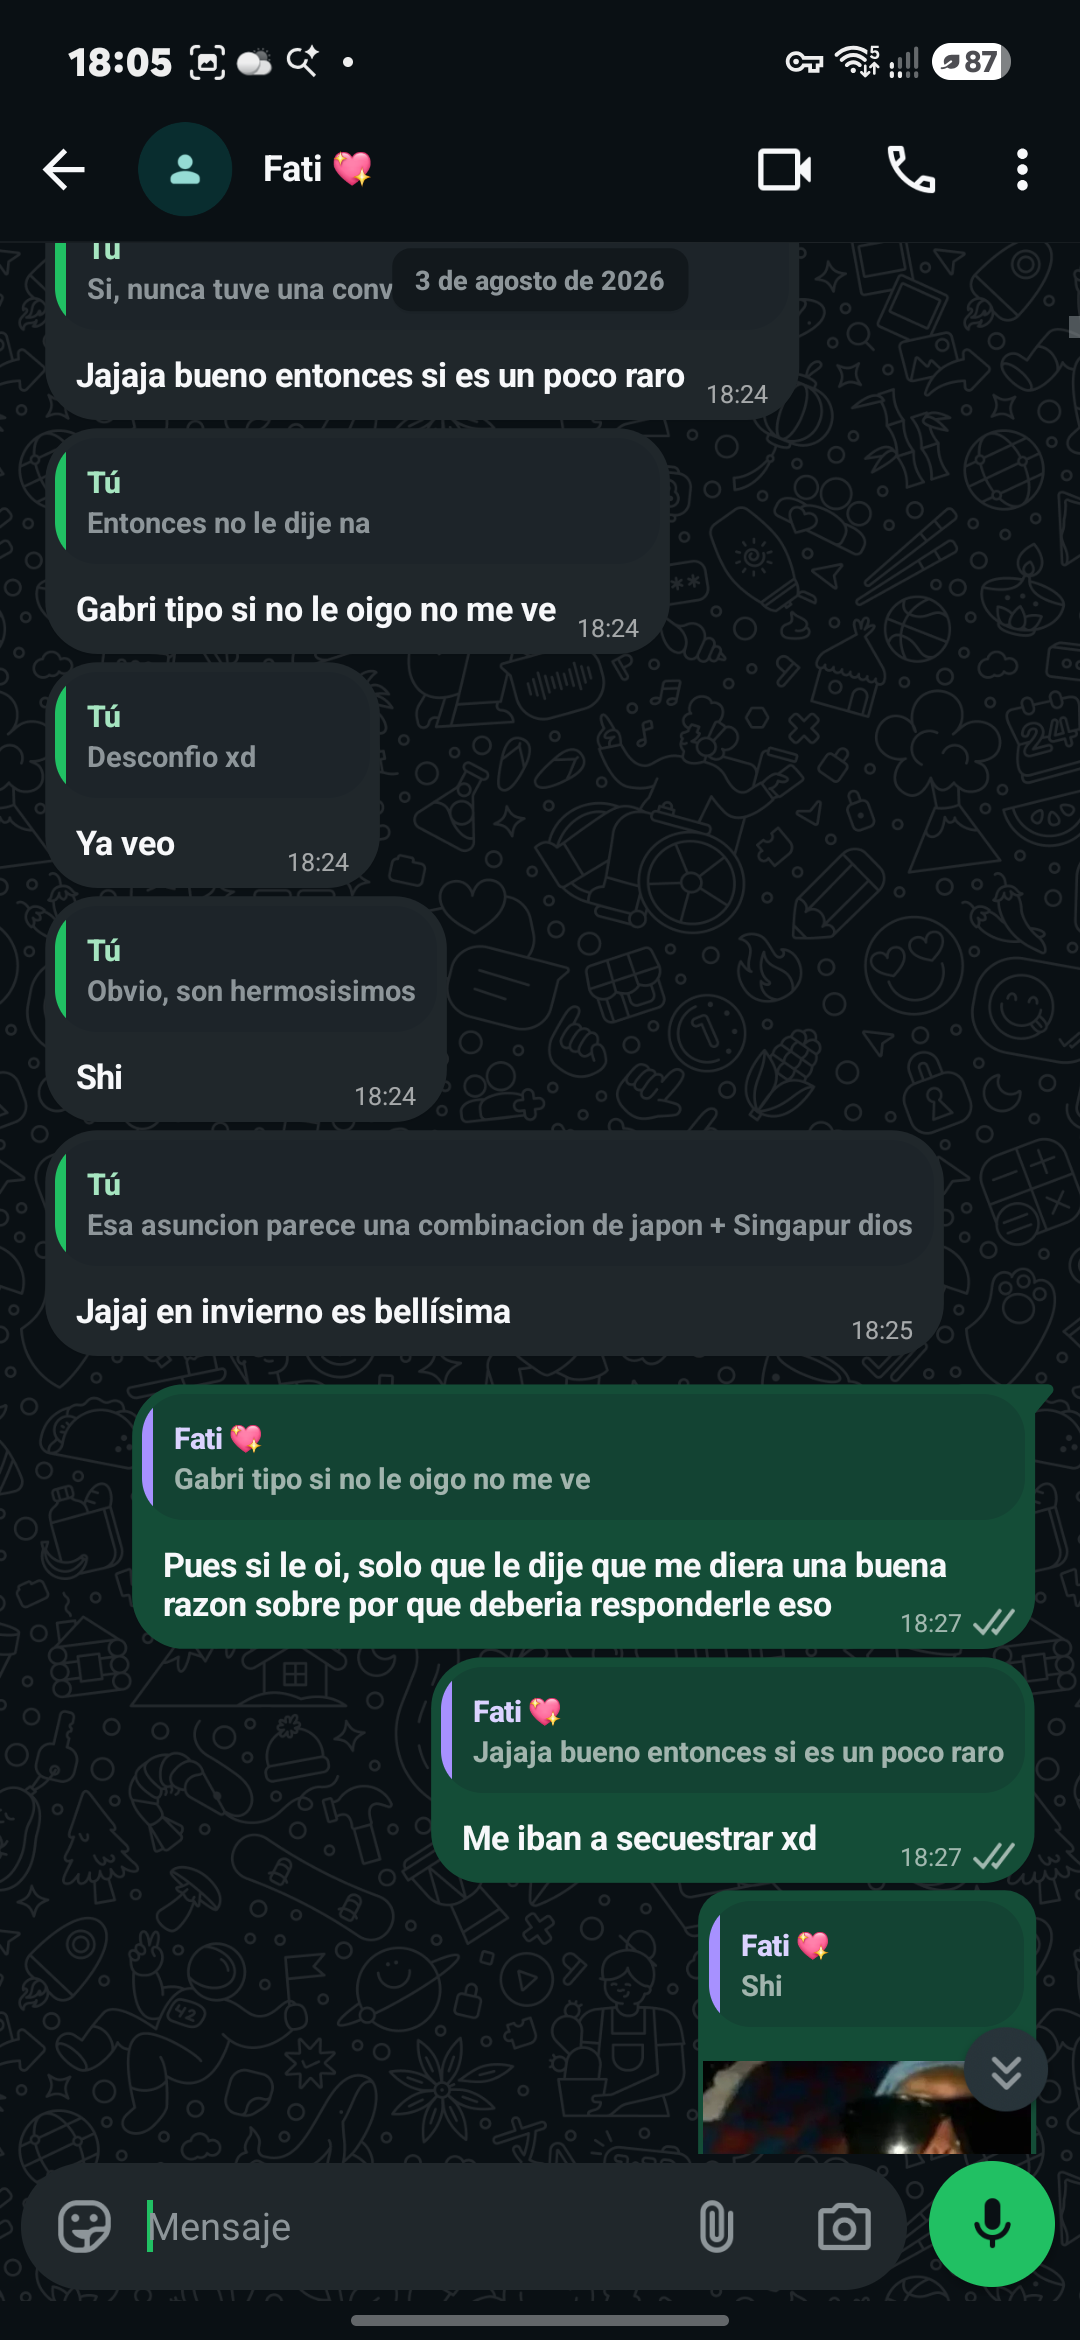 18:05
5
87
Fati 💖
Tú
Si, nunca tuve una conv
3 de agosto de 2026
Jajaja bueno entonces si es un poco raro
18:24
Tú
Entonces no le dije na
Gabri tipo si no le oigo no me ve
18:24
Tú
Desconfio xd
Ya veo
18:24
Tú
Obvio, son hermosisimos
Shi
18:24
Tú
Esa asuncion parece una combinacion de japon + Singapur dios
Jajaj en invierno es bellísima
18:25
Fati 💖
Gabri tipo si no le oigo no me ve
Pues si le oi, solo que le dije que me diera una buena
razon sobre por que deberia responderle eso
18:27
Fati 💖
Jajaja bueno entonces si es un poco raro
Me iban a secuestrar xd
18:27
Fati 💖
Shi
Mensaje